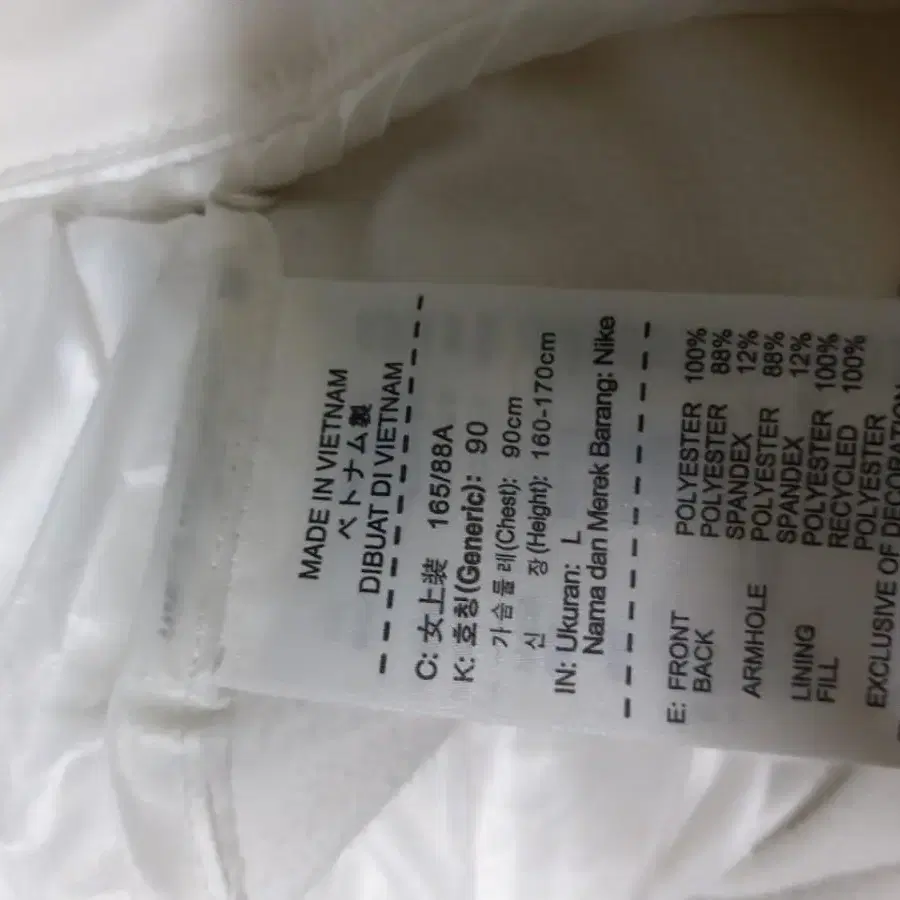 MADE IN VIETNAM
ベトナム製
DIBUAT DI VIETNAM
C: 女上装 165/88A
K: 호칭(Generic): 90
가슴둘레(Chest): 90cm
신 장(Height): 160-170cm
IN: Ukuran: L
Nama dan Merek Barang: Nike
E: FRONT POLYESTER 100%
BACK POLYESTER 88%
SPANDEX 12%
ARMHOLE POLYESTER 88%
SPANDEX 12%
LINING POLYESTER 100%
FILL RECYCLED 100%
POLYESTER
EXCLUSIVE OF DECORATION